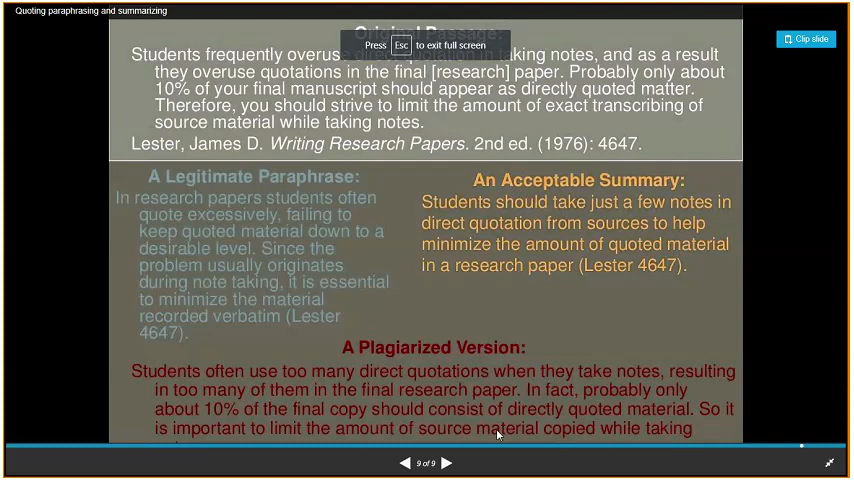 Quoting paraphrasing and summarizing
Original Passage:
Press Esc to exit full screen
Clip slide
Students frequently overuse direct quotation in taking notes, and as a result
they overuse quotations in the final [research] paper. Probably only about
10% of your final manuscript should appear as directly quoted matter.
Therefore, you should strive to limit the amount of exact transcribing of
source material while taking notes.
Lester, James D. Writing Research Papers. 2nd ed. (1976): 4647.
A Legitimate Paraphrase:
In research papers students often
quote excessively, failing to
keep quoted material down to a
desirable level. Since the
problem usually originates
during note taking, it is essential
to minimize the material
recorded verbatim (Lester
4647).
An Acceptable Summary:
Students should take just a few notes in
direct quotation from sources to help
minimize the amount of quoted material
in a research paper (Lester 4647).
A Plagiarized Version:
Students often use too many direct quotations when they take notes, resulting
in too many of them in the final research paper. In fact, probably only
about 10% of the final copy should consist of directly quoted material. So it
is important to limit the amount of source material copied while taking
9 of 9